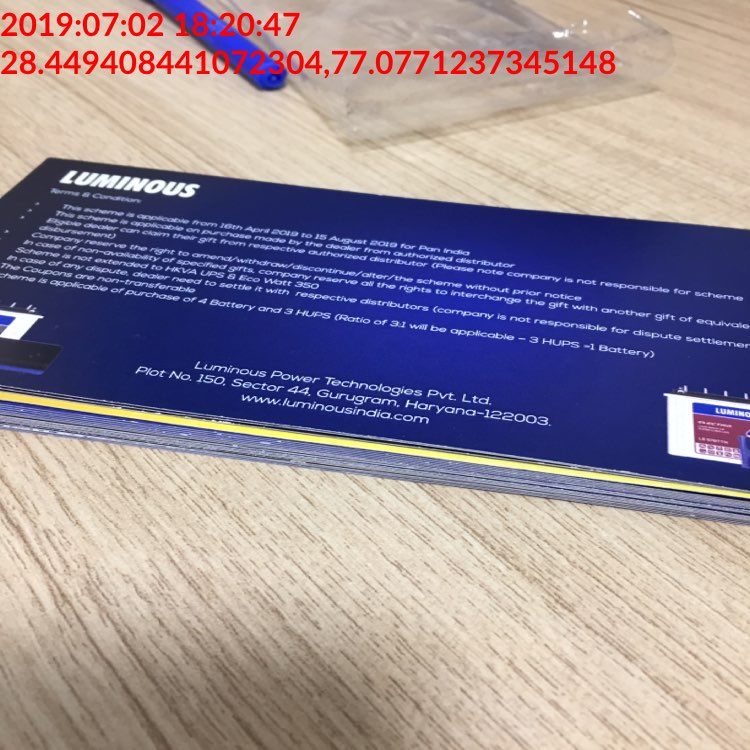 2019:07:02 18:20:47
28.449408441072304,77.0771237345148
LUMINOUS
Terms & Condition:
This scheme is applicable from 16th April 2019 to 15 August 2019 for Pan India
This scheme is applicable on purchase made by the dealer from authorized distributor
Eligible dealer can claim their gift from respective authorized distributor (Please note company is not responsible for scheme
disbursement)
Company reserve the right to amend/withdraw/discontinue/alter/the scheme without prior notice
In case of non-availability of specified gifts, company reserve all the rights to interchange the gift with another gift of equivale
Scheme is not extended to HKVA UPS & Eco Watt 350
In case of any dispute, dealer need to settle it with respective distributors (company is not responsible for dispute settlemen
The Coupons are non-transferable
cheme is applicable of purchase of 4 Battery and 3 HUPS (Ratio of 3:1 will be applicable - 3 HUPS =1 Battery)
Luminous Power Technologies Pvt. Ltd.
Plot No. 150, Sector 44, Gurugram, Haryana-122003.
www.luminousindia.com
LUMINO